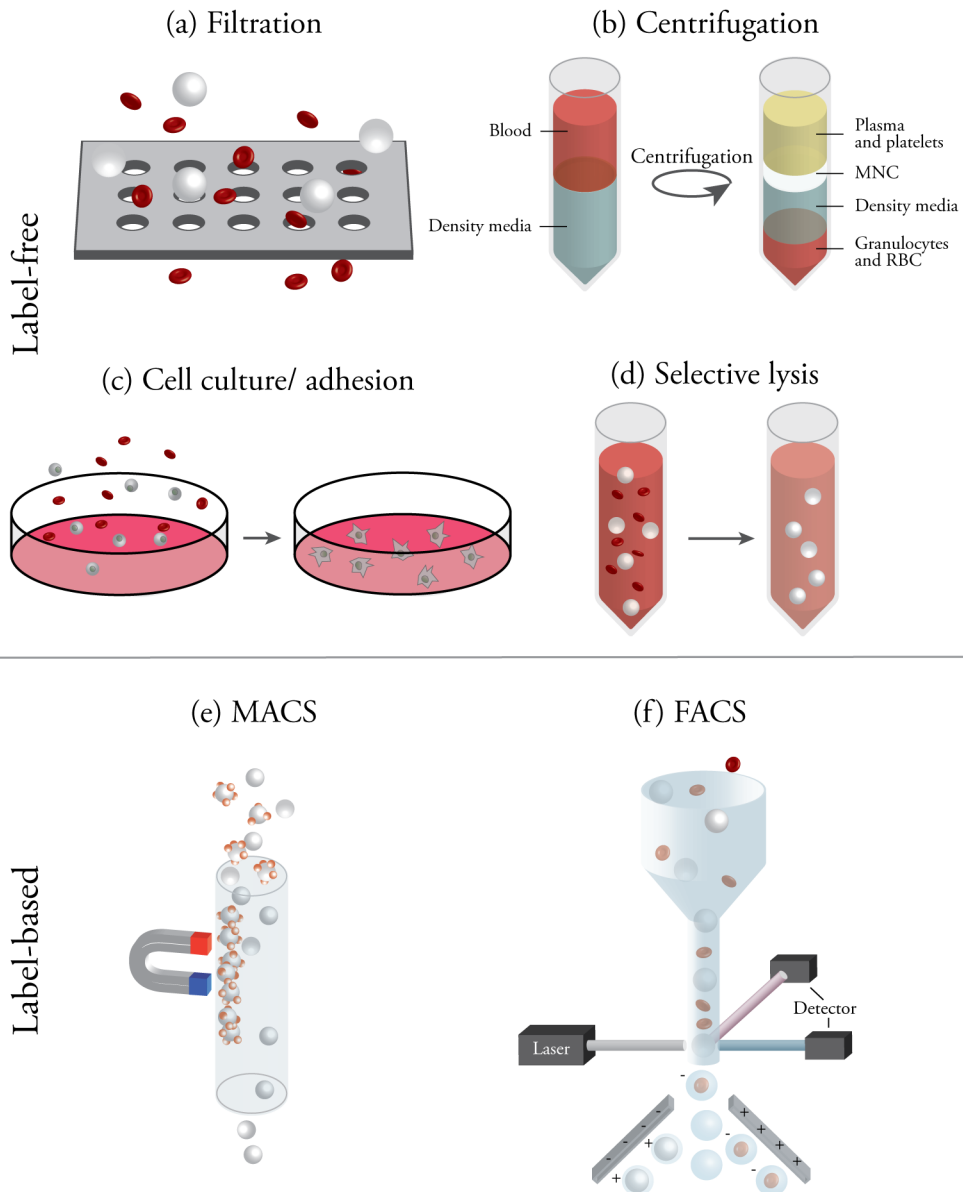 (a) Filtration
(b) Centrifugation
Blood
Density media
Centrifugation
Plasma
and platelets
MNC
Density media
Granulocytes
and RBC
Label-free
(c) Cell culture/ adhesion
(d) Selective lysis
(e) MACS
(f) FACS
Label-based
Laser
Detector
-
- - - -
+ + + +
+
-
+
-